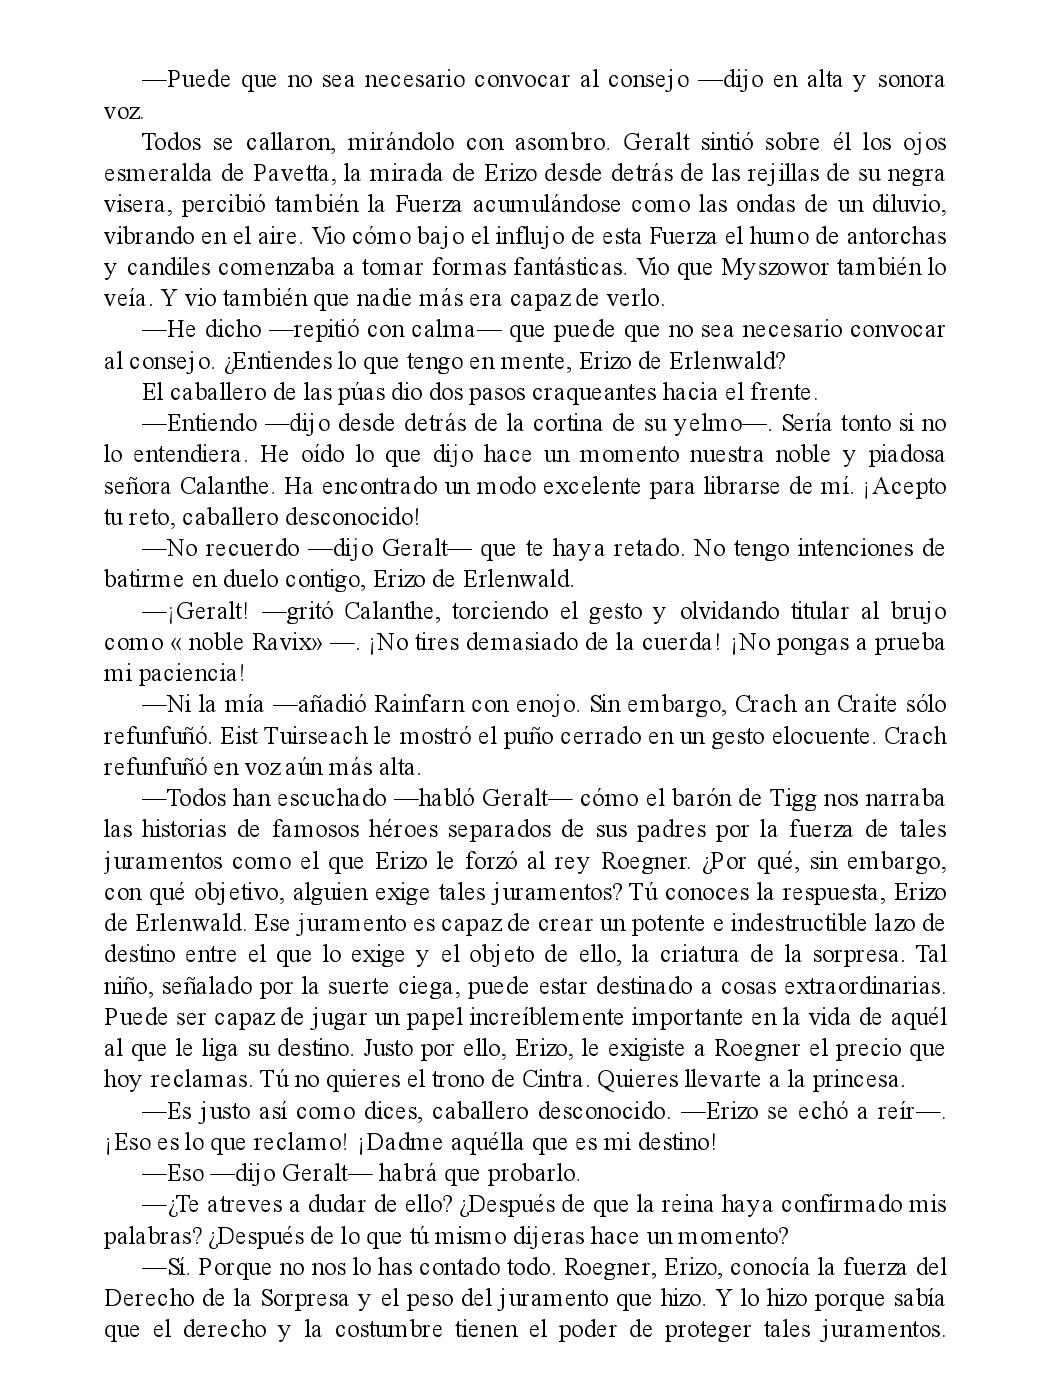 —Puede que no sea necesario convocar al consejo —dijo en alta y sonora
voz.
Todos se callaron, mirándolo con asombro. Geralt sintió sobre él los ojos
esmeralda de Pavetta, la mirada de Erizo desde detrás de las rejillas de su negra
visera, percibió también la Fuerza acumulándose como las ondas de un diluvio,
vibrando en el aire. Vio cómo bajo el influjo de esta Fuerza el humo de antorchas
y candiles comenzaba a tomar formas fantásticas. Vio que Myszowor también lo
veía. Y vio también que nadie más era capaz de verlo.
—He dicho —repitió con calma— que puede que no sea necesario convocar
al consejo. ¿Entiendes lo que tengo en mente, Erizo de Erlenwald?
El caballero de las púas dio dos pasos craqueantes hacia el frente.
—Entiendo —dijo desde detrás de la cortina de su yelmo—. Sería tonto si no
lo entendiera. He oído lo que dijo hace un momento nuestra noble y piadosa
señora Calanthe. Ha encontrado un modo excelente para librarse de mí. ¡Acepto
tu reto, caballero desconocido!
—No recuerdo —dijo Geralt— que te haya retado. No tengo intenciones de
batirme en duelo contigo, Erizo de Erlenwald.
—¡Geralt! —gritó Calanthe, torciendo el gesto y olvidando titular al brujo
como «noble Ravix» —. ¡No tires demasiado de la cuerda! ¡No pongas a prueba
mi paciencia!
—Ni la mía —añadió Rainfarn con enojo. Sin embargo, Crach an Craite sólo
refunfuñó. Eist Tuirseach le mostró el puño cerrado en un gesto elocuente. Crach
refunfuñó en voz aún más alta.
—Todos han escuchado —habló Geralt— cómo el barón de Tigg nos narraba
las historias de famosos héroes separados de sus padres por la fuerza de tales
juramentos como el que Erizo le forzó al rey Roegner. ¿Por qué, sin embargo,
con qué objetivo, alguien exige tales juramentos? Tú conoces la respuesta, Erizo
de Erlenwald. Ese juramento es capaz de crear un potente e indestructible lazo de
destino entre el que lo exige y el objeto de ello, la criatura de la sorpresa. Tal
niño, señalado por la suerte ciega, puede estar destinado a cosas extraordinarias.
Puede ser capaz de jugar un papel increíblemente importante en la vida de aquél
al que le liga su destino. Justo por ello, Erizo, le exigiste a Roegner el precio que
hoy reclamas. Tú no quieres el trono de Cintra. Quieres llevarte a la princesa.
—Es justo así como dices, caballero desconocido. —Erizo se echó a reír—.
¡Eso es lo que reclamo! ¡Dadme aquélla que es mi destino!
—Eso —dijo Geralt— habrá que probarlo.
—¿Te atreves a dudar de ello? ¿Después de que la reina haya confirmado mis
palabras? ¿Después de lo que tú mismo dijeras hace un momento?
—Sí. Porque no nos lo has contado todo. Roegner, Erizo, conocía la fuerza del
Derecho de la Sorpresa y el peso del juramento que hizo. Y lo hizo porque sabía
que el derecho y la costumbre tienen el poder de proteger tales juramentos.